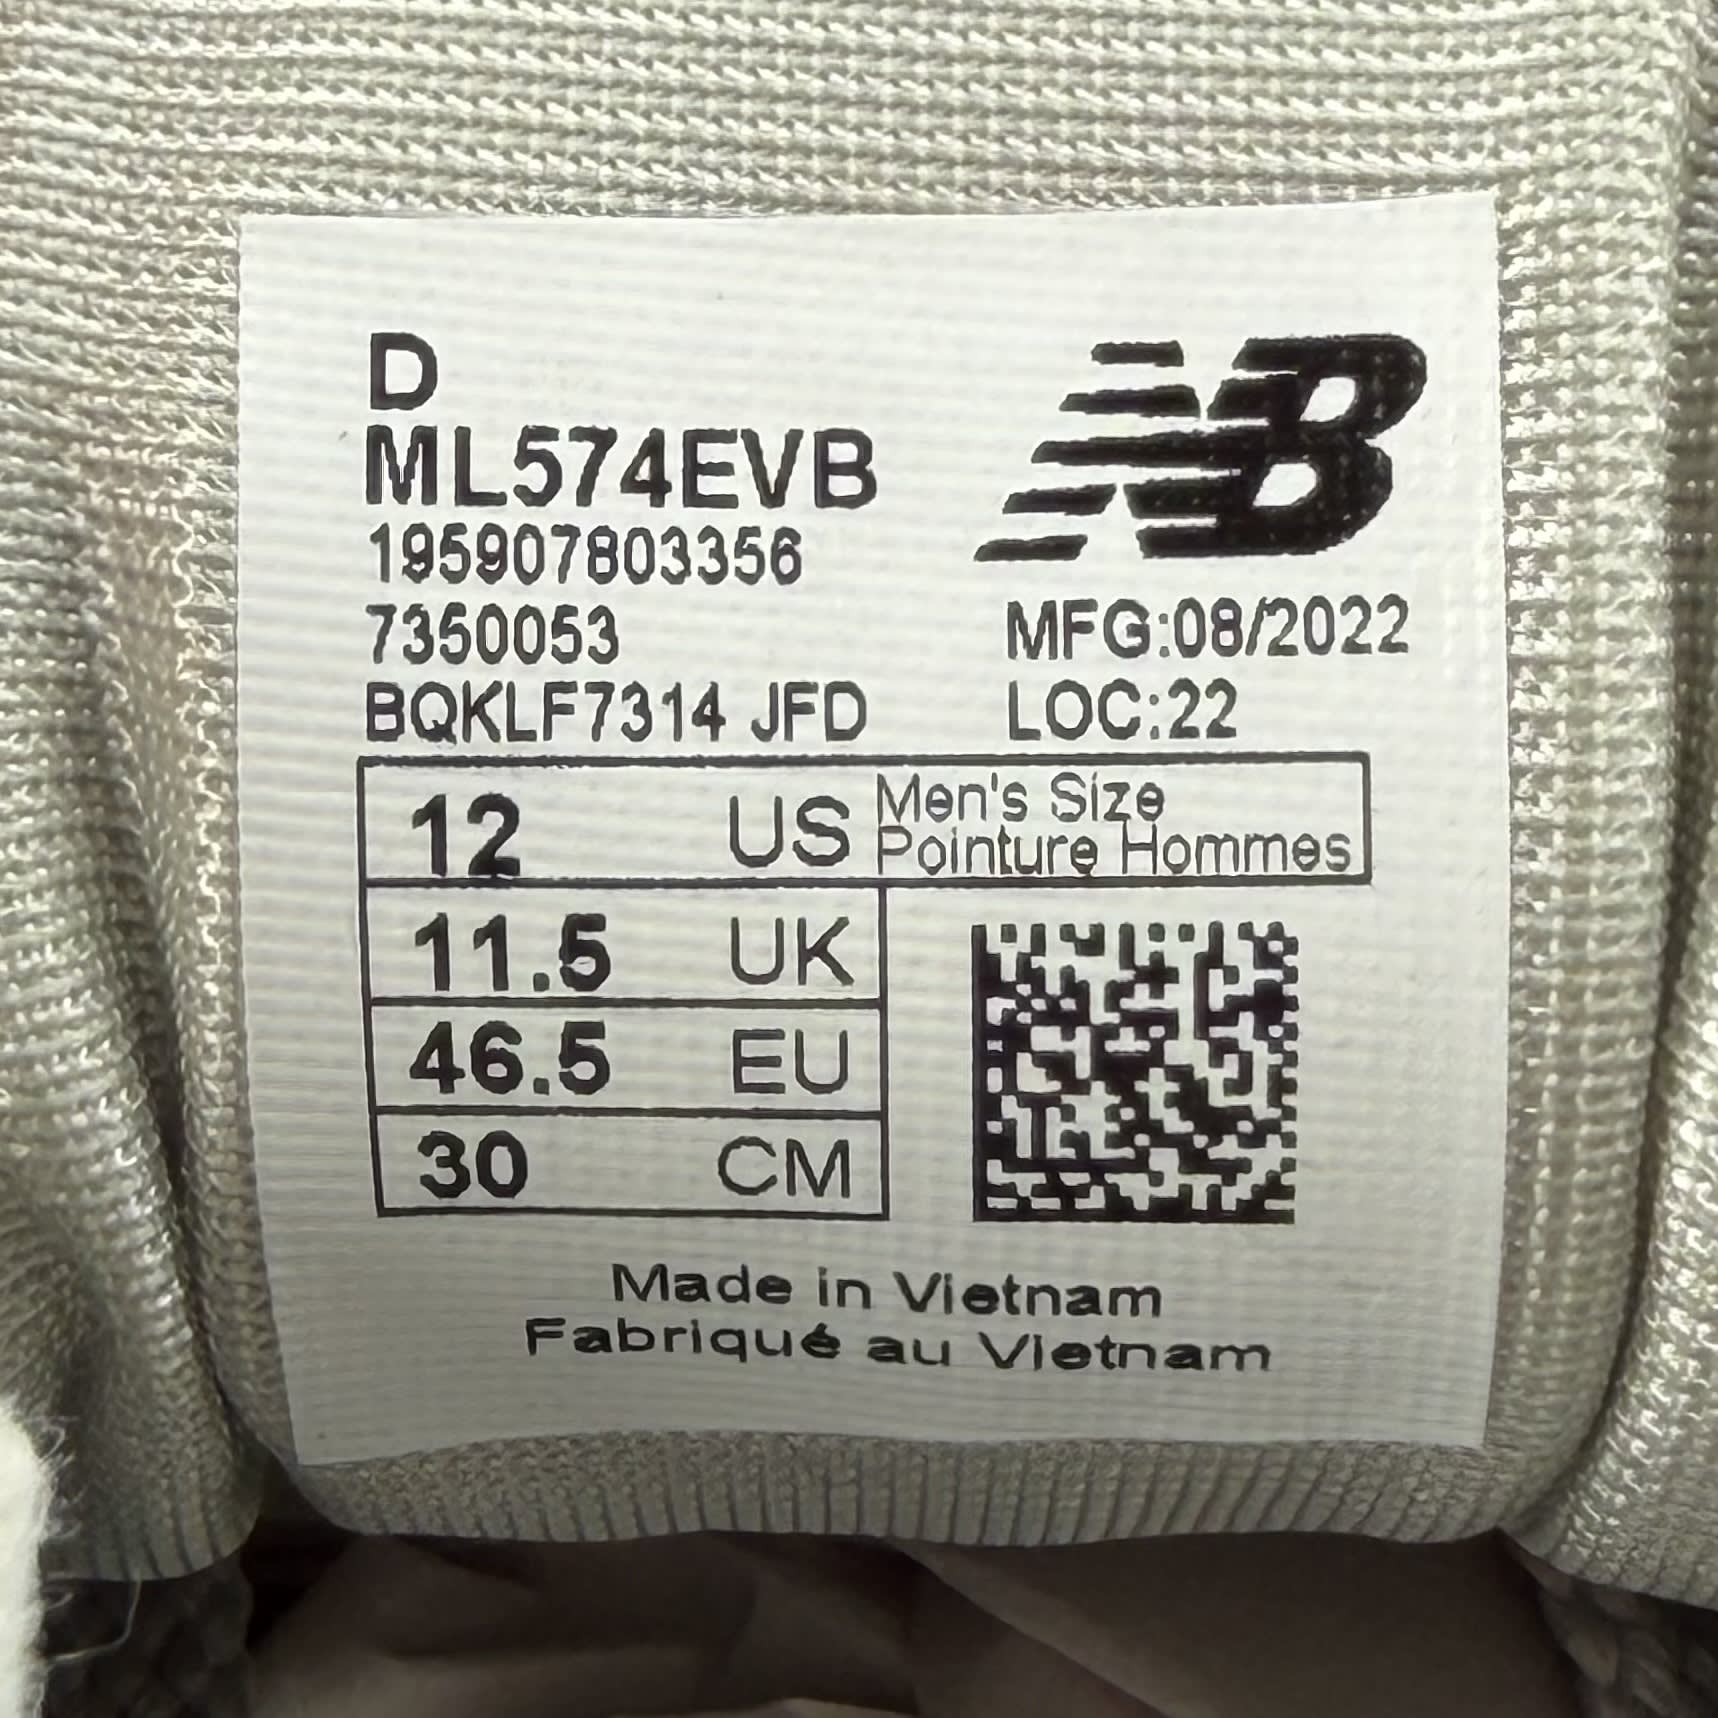 D
ML574EVB
195907803356
7350053
BQKLF7314 JFD
NB
MFG:08/2022
LOC:22
12 US Men's Size
Pointure Hommes
11.5 UK
46.5 EU
30 CM
Made in Vietnam
Fabriqué au Vietnam